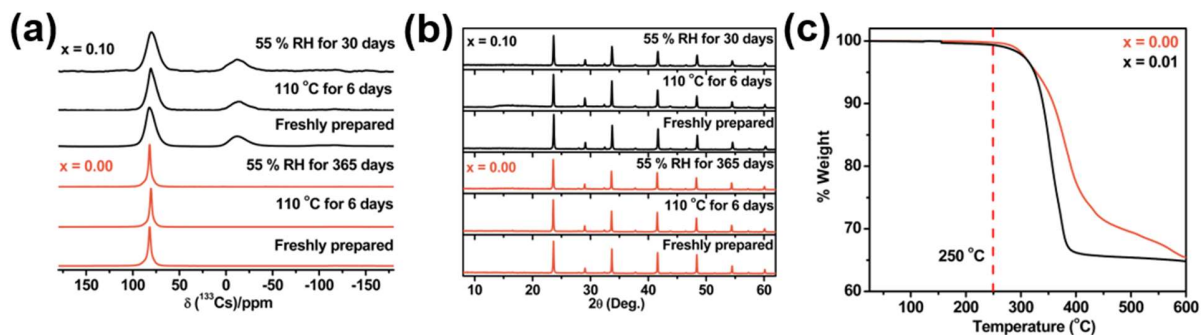 (a)
x = 0.10
55 % RH for 30 days
110 °C for 6 days
Freshly prepared
x = 0.00
55 % RH for 365 days
110 °C for 6 days
Freshly prepared
150 100 50 0 -50 -100 -150
δ (¹³³Cs)/ppm
(b)
x = 0.10
55 % RH for 30 days
110 °C for 6 days
Freshly prepared
x = 0.00
55 % RH for 365 days
110 °C for 6 days
Freshly prepared
10 20 30 40 50 60
2θ (Deg.)
(c)
x = 0.00
x = 0.01
100
90
80
70
60
% Weight
250 °C
100 200 300 400 500 600
Temperature (°C)